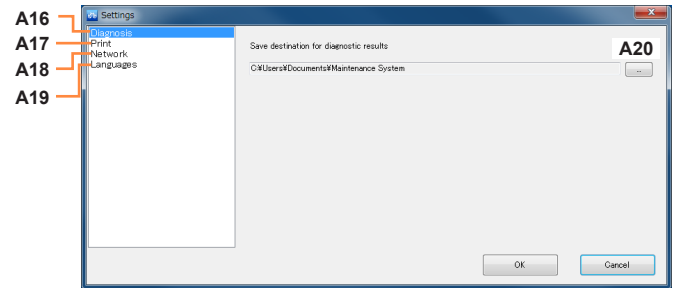 Settings
A16
Diagnosis
A17
Print
Save destination for diagnostic results
A20
Network
A18
Languages
C:¥Users¥Documents¥Maintenance System
...
A19
OK
Cancel